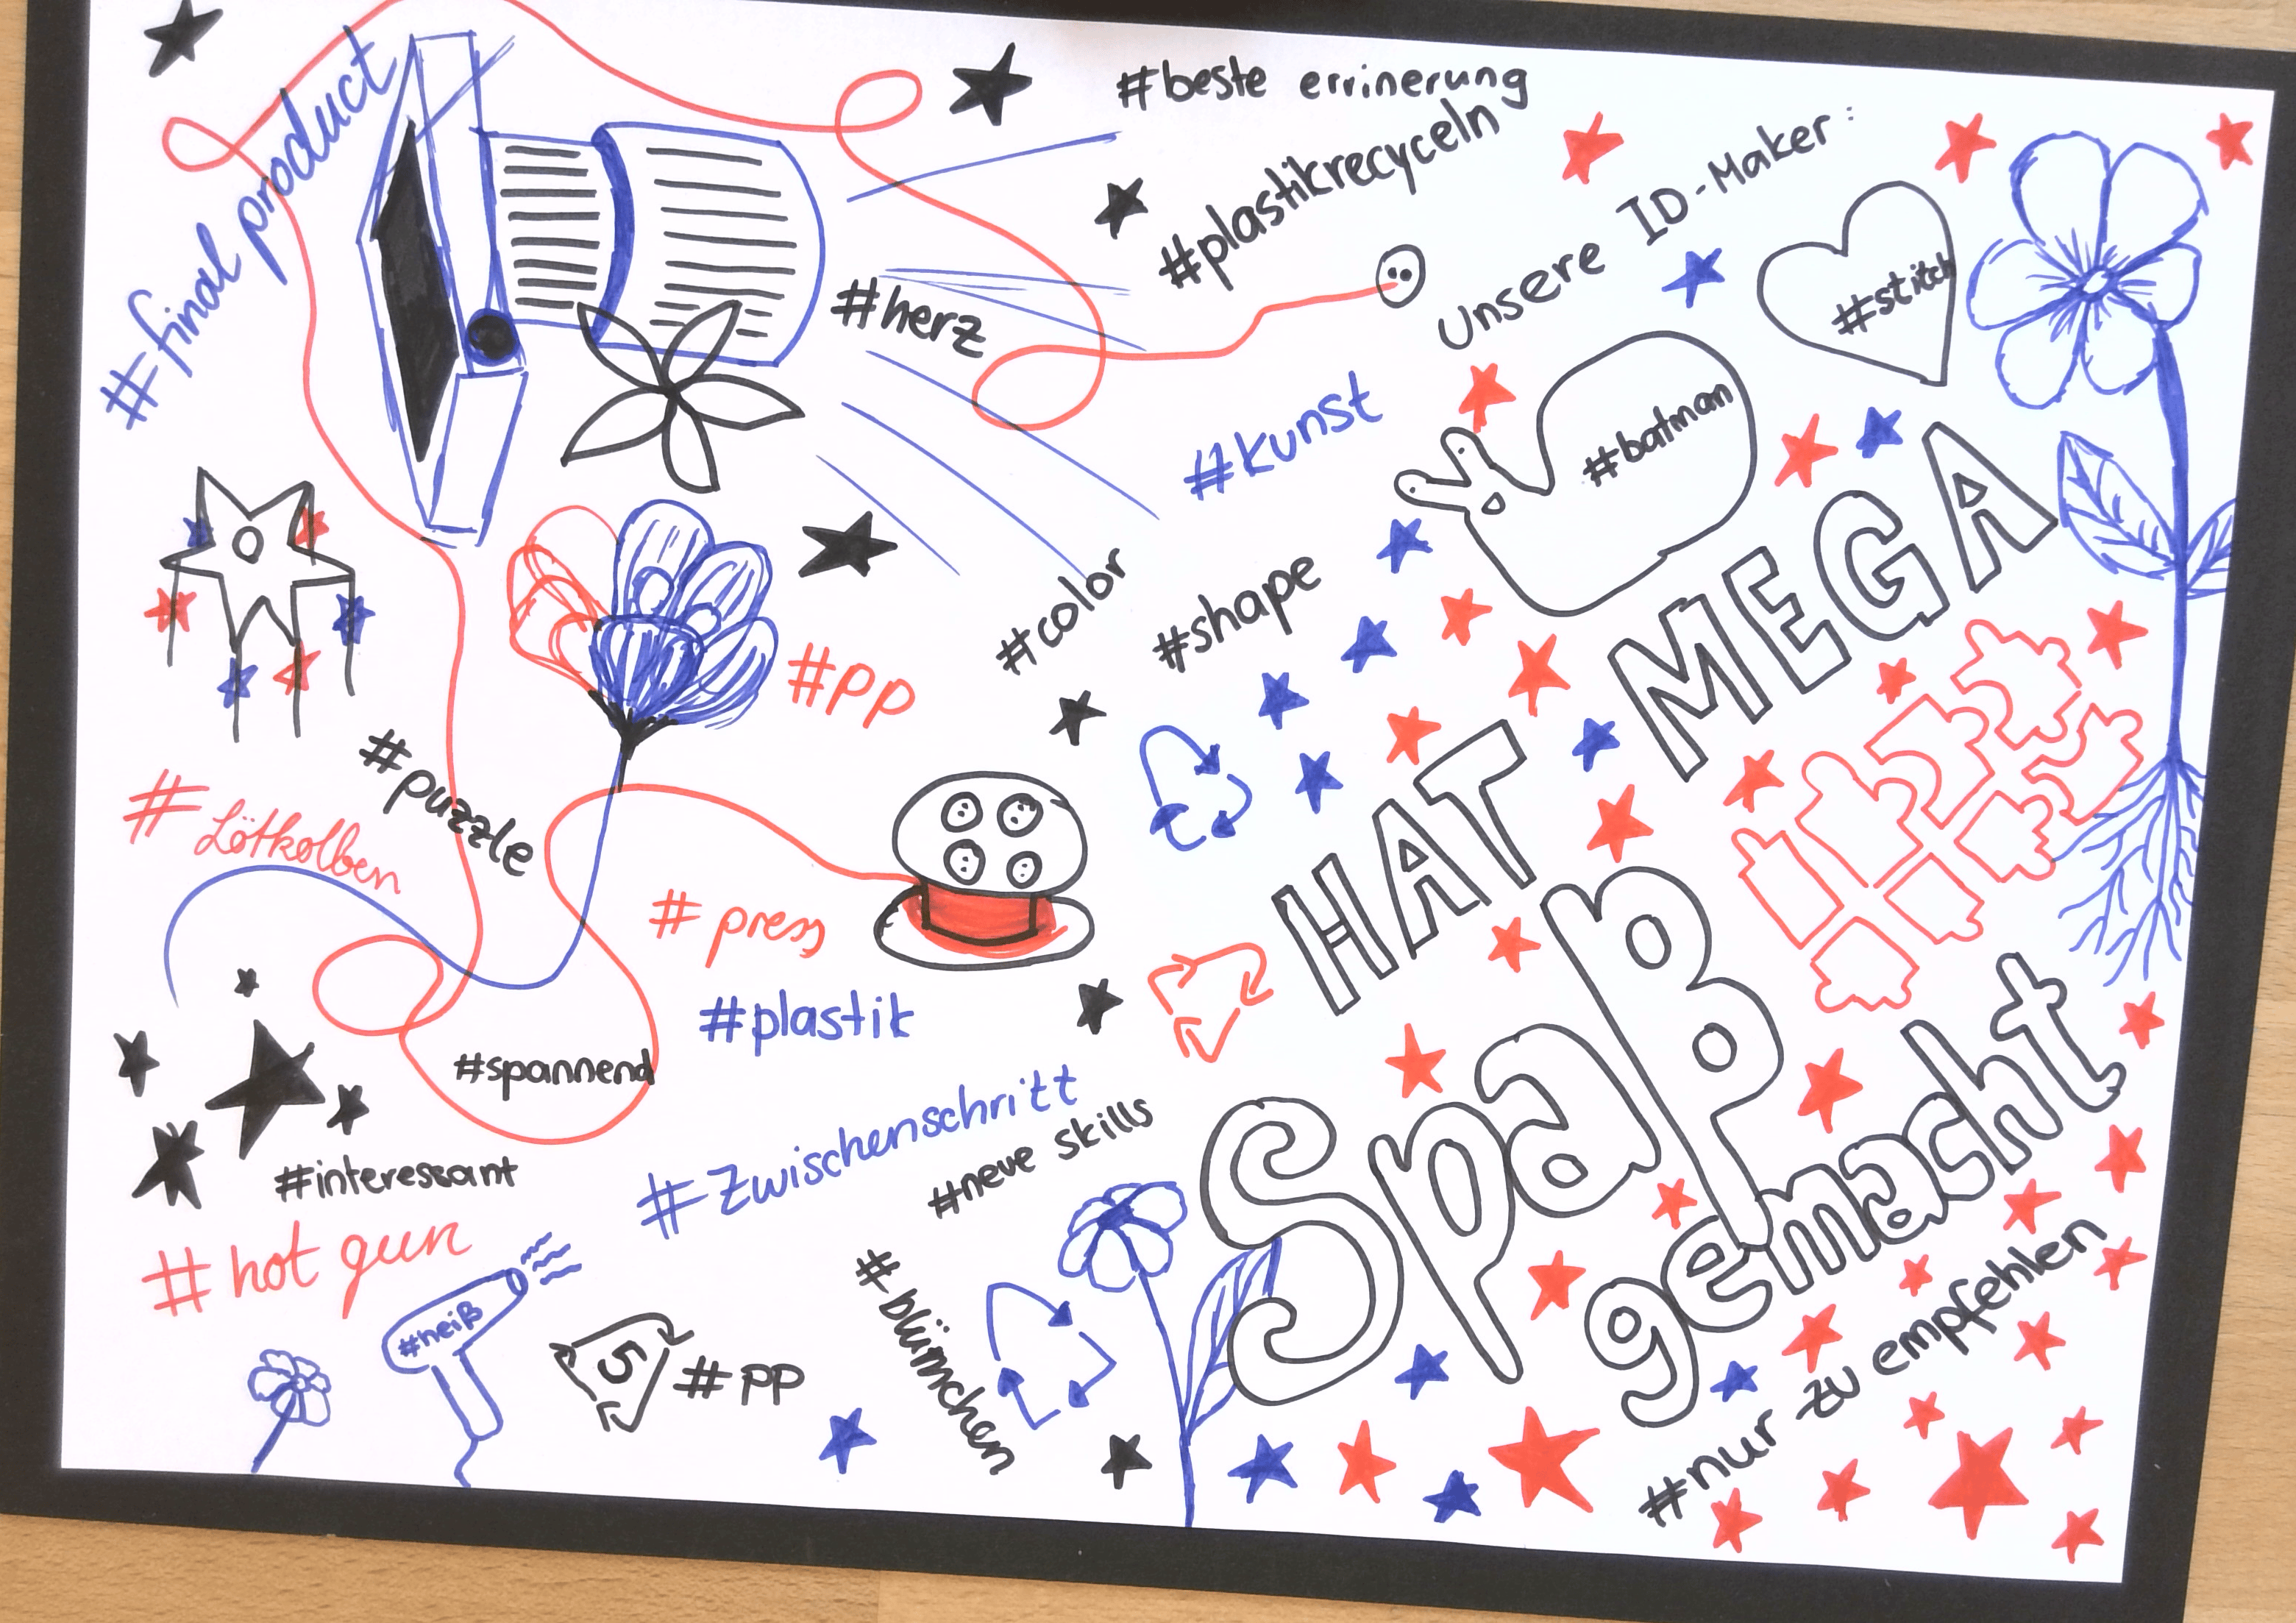 #final product
#beste errinerung
#plastikrecyceln
Unsere ID-Maker:
#stitch
#herz
#batman
#kunst
#color
#shape
#pp
HAT MEGA
Spaß
gemacht
#nur zu empfehlen
#puzzle
#Lötkolben
#press
#plastik
#spannend
#Zwischenschritt
#neue skills
#interessant
#hot gun
#heiß
5
#pp
#blümchen